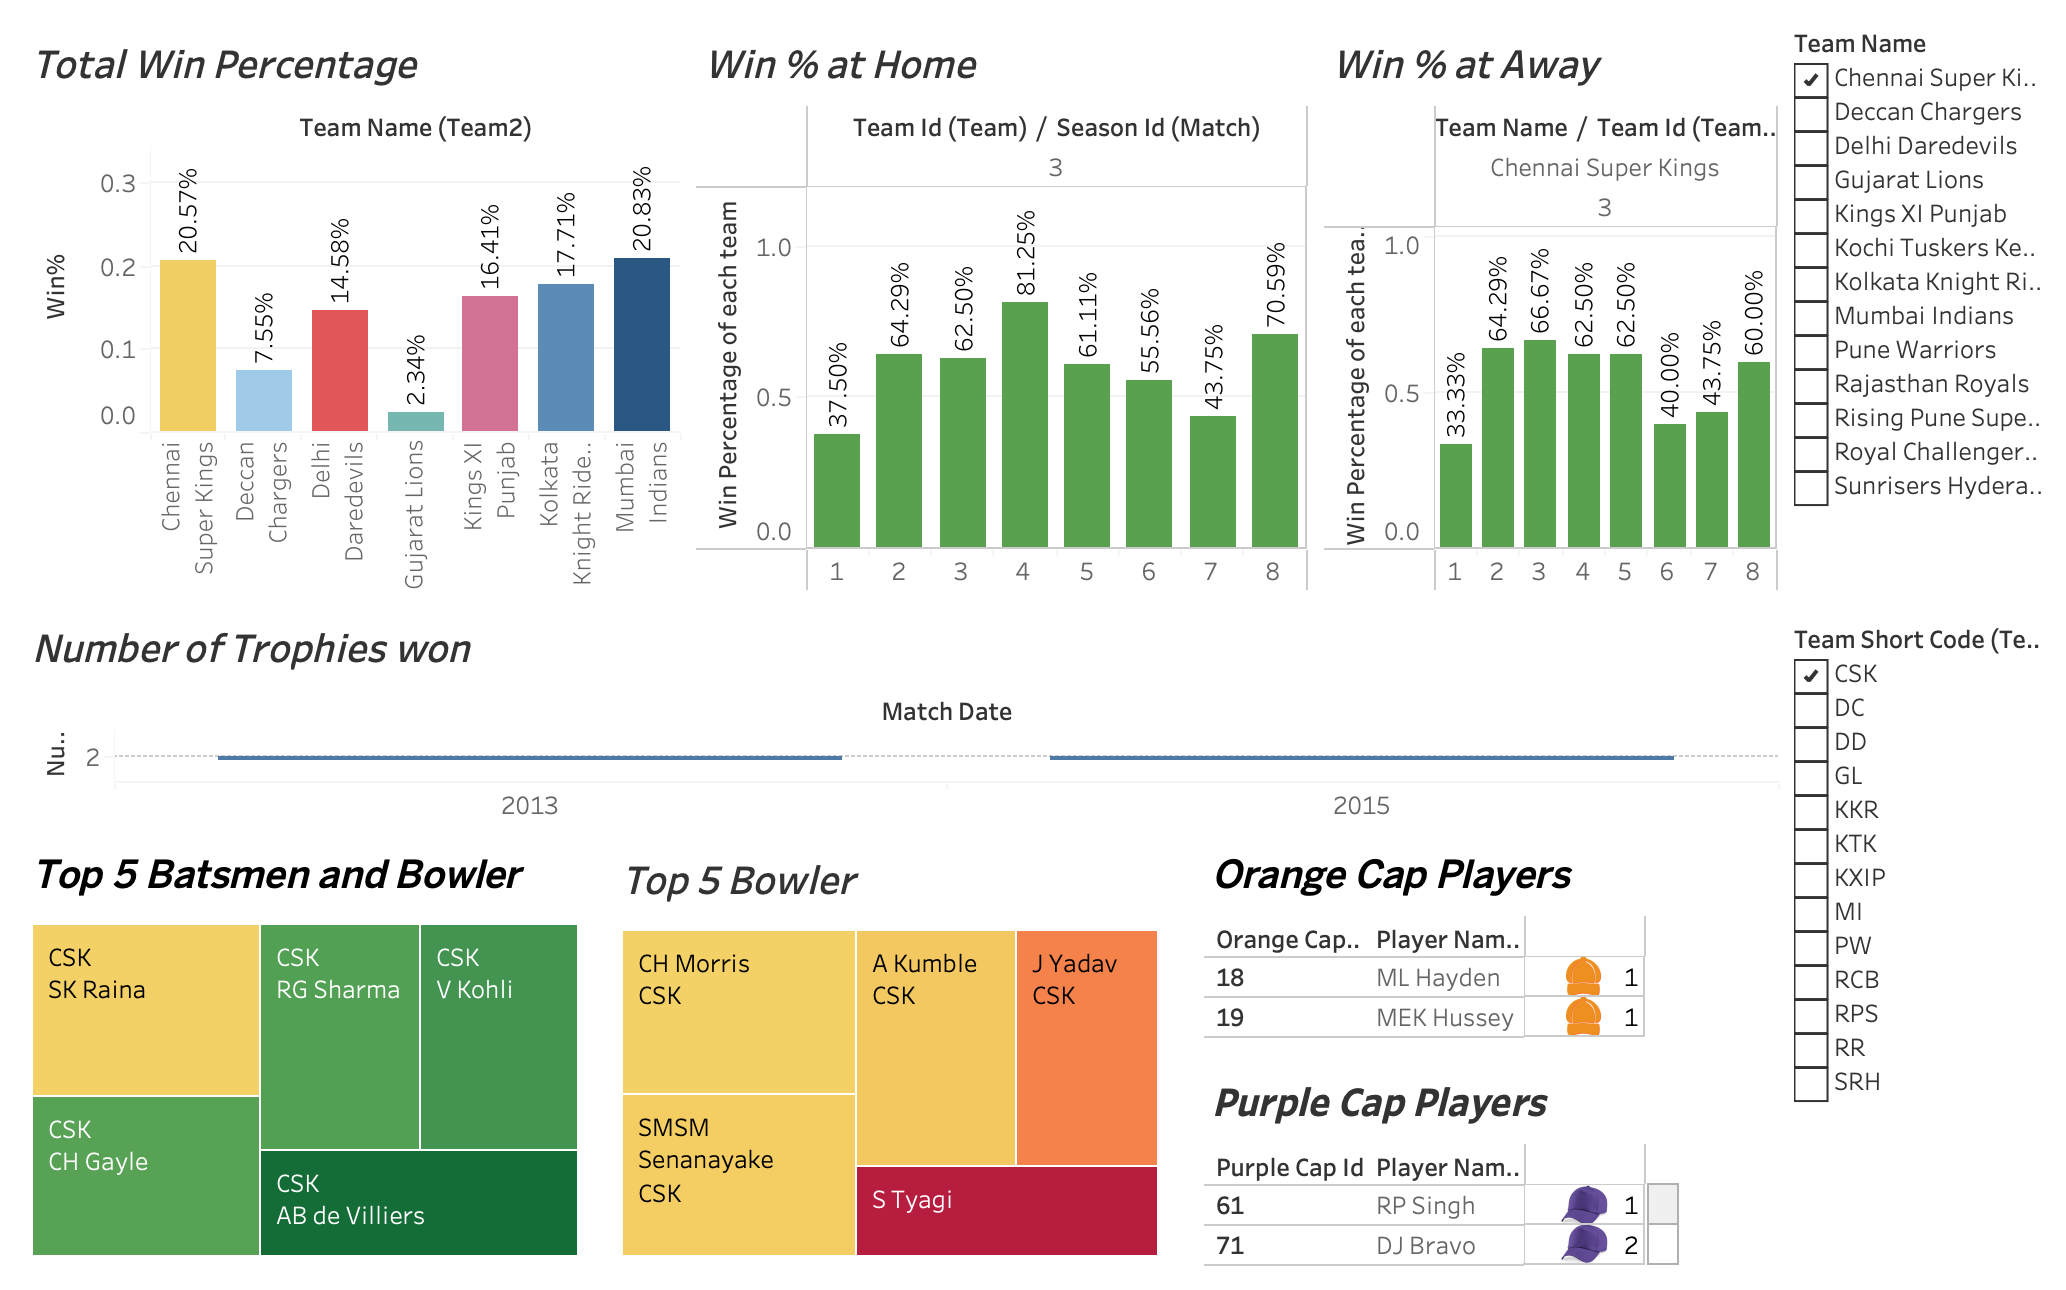 Total Win Percentage
Team Name (Team2)
Win%
0.3
0.2
0.1
0.0
20.57%
7.55%
14.58%
2.34%
16.41%
17.71%
20.83%
Chennai
Super Kings
Deccan
Chargers
Delhi
Daredevils
Gujarat Lions
Kings XI
Punjab
Kolkata
Knight Ride..
Mumbai
Indians
Win % at Home
Team Id (Team) / Season Id (Match)
3
Win Percentage of each team
1.0
0.5
0.0
37.50%
64.29%
62.50%
81.25%
61.11%
55.56%
43.75%
70.59%
1 2 3 4 5 6 7 8
Win % at Away
Team Name / Team Id (Team..
Chennai Super Kings
3
Win Percentage of each tea..
1.0
0.5
0.0
33.33%
64.29%
66.67%
62.50%
62.50%
40.00%
43.75%
60.00%
1 2 3 4 5 6 7 8
Team Name
Chennai Super Ki..
Deccan Chargers
Delhi Daredevils
Gujarat Lions
Kings XI Punjab
Kochi Tuskers Ke..
Kolkata Knight Ri..
Mumbai Indians
Pune Warriors
Rajasthan Royals
Rising Pune Supe..
Royal Challenger..
Sunrisers Hydera..
Number of Trophies won
Match Date
Nu..
2
2013
2015
Team Short Code (Te..
CSK
DC
DD
GL
KKR
KTK
KXIP
MI
PW
RCB
RPS
RR
SRH
Top 5 Batsmen and Bowler
CSK
SK Raina
CSK
CH Gayle
CSK
RG Sharma
CSK
V Kohli
CSK
AB de Villiers
Top 5 Bowler
CH Morris
CSK
SMSM
Senanayake
CSK
A Kumble
CSK
J Yadav
CSK
S Tyagi
Orange Cap Players
Orange Cap.. Player Nam..
18 ML Hayden 1
19 MEK Hussey 1
Purple Cap Players
Purple Cap Id Player Nam..
61 RP Singh 1
71 DJ Bravo 2